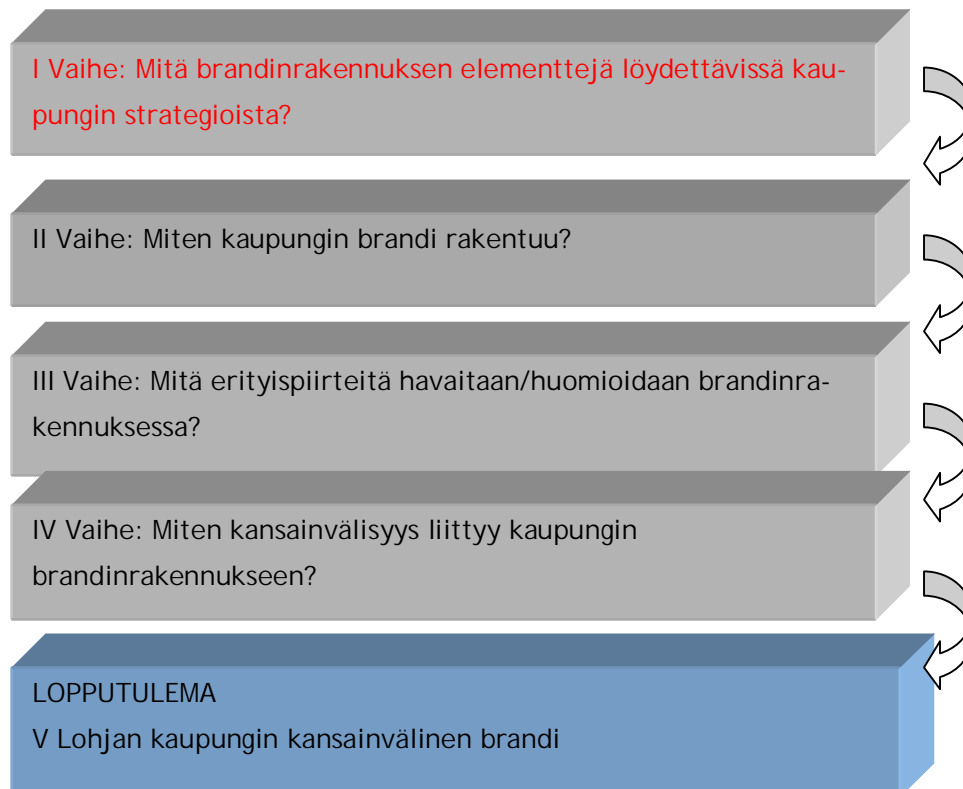 I Vaihe: Mitä brandinrakennuksen elementtejä löydettävissä kau-
pungin strategioista?
II Vaihe: Miten kaupungin brandi rakentuu?
III Vaihe: Mitä erityispiirteitä havaitaan/huomioidaan brandinra-
kennuksessa?
IV Vaihe: Miten kansainvälisyys liittyy kaupungin
brandinrakennukseen?
LOPPUTULEMA
V Lohjan kaupungin kansainvälinen brandi